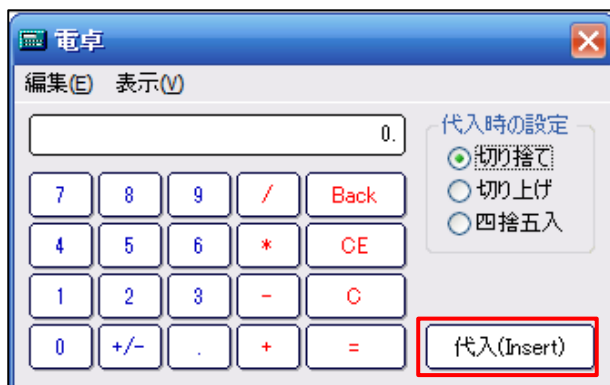 電卓
編集(E) 表示(V)
0.
代入時の設定
切り捨て
切り上げ
四捨五入
7 8 9 / Back
4 5 6 * CE
1 2 3 - C
0 +/- . + =
代入(Insert)